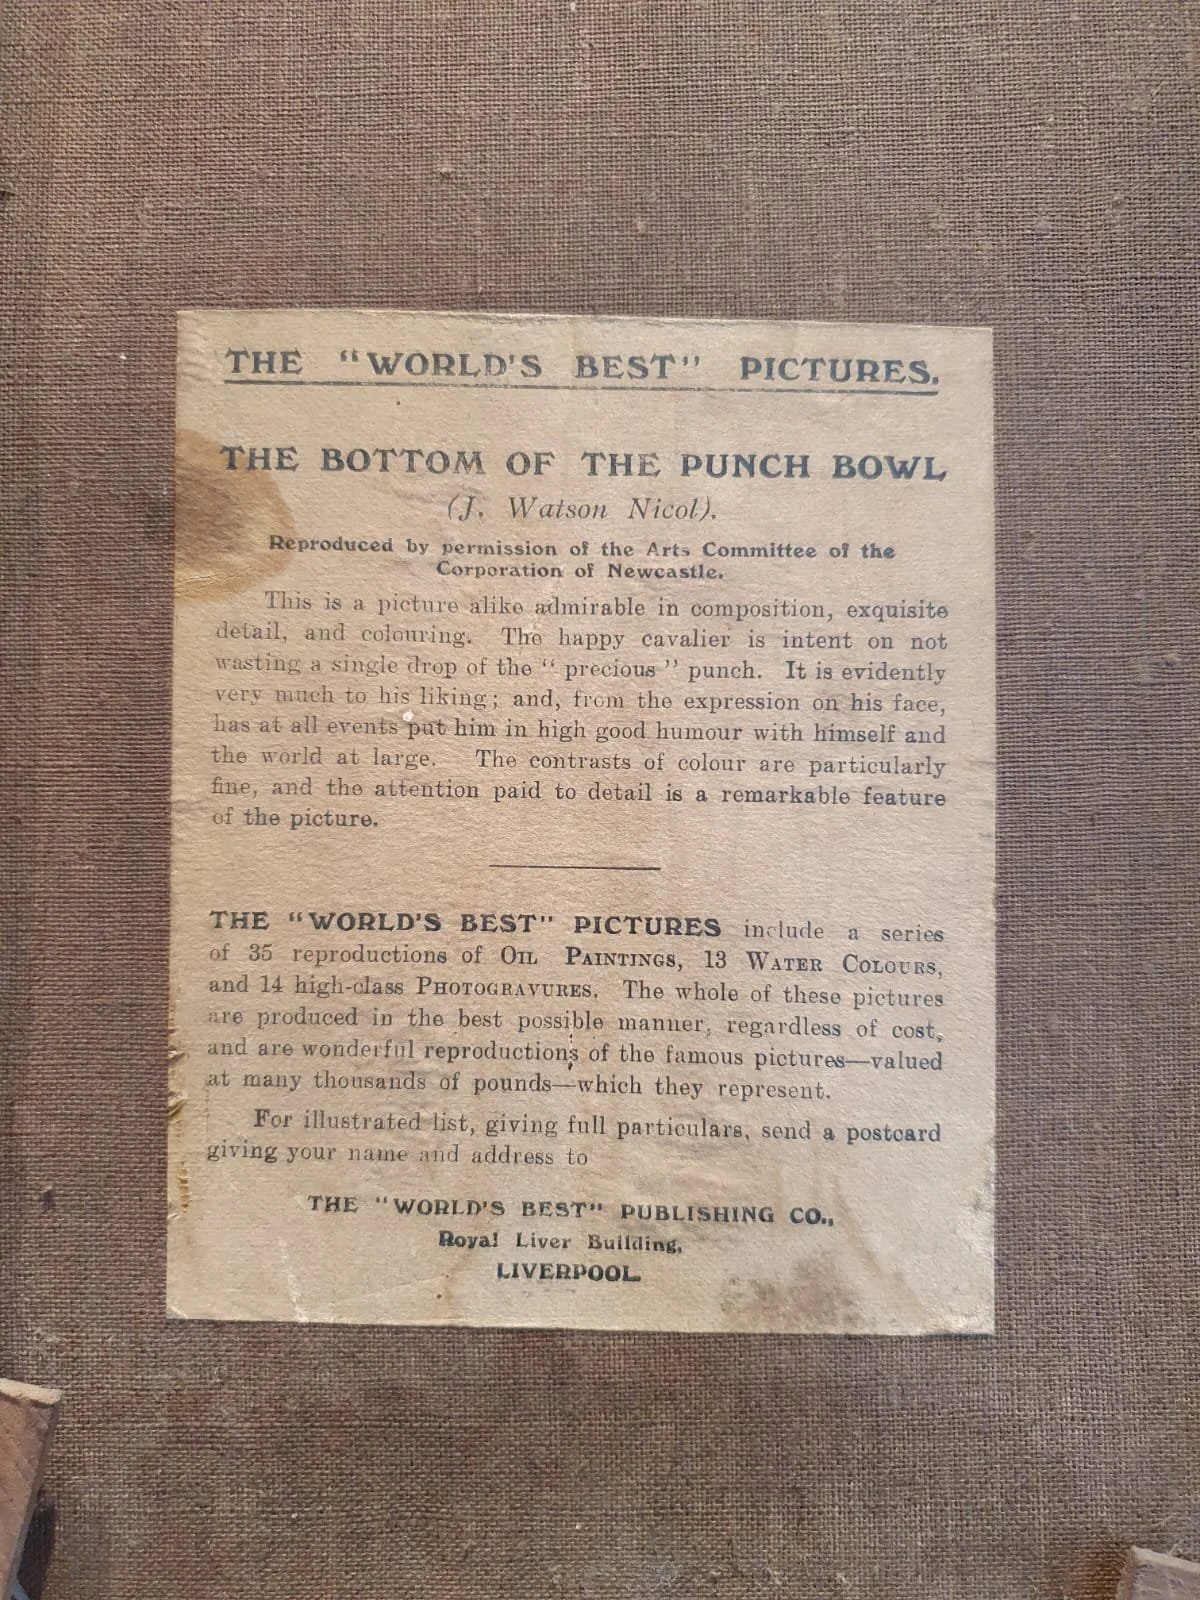 THE "WORLD'S BEST" PICTURES.
THE BOTTOM OF THE PUNCH BOWL
(J. Watson Nicol).
Reproduced by permission of the Arts Committee of the
Corporation of Newcastle.
This is a picture alike admirable in composition, exquisite
detail, and colouring. The happy cavalier is intent on not
wasting a single drop of the "precious" punch. It is evidently
very much to his liking; and, from the expression on his face,
has at all events put him in high good humour with himself and
the world at large. The contrasts of colour are particularly
fine, and the attention paid to detail is a remarkable feature
of the picture.
THE "WORLD'S BEST" PICTURES include a series
of 35 reproductions of OIL PAINTINGS, 13 WATER COLOURS,
and 14 high-class PHOTOGRAVURES. The whole of these pictures
are produced in the best possible manner, regardless of cost,
and are wonderful reproductions of the famous pictures—valued
at many thousands of pounds—which they represent.
For illustrated list, giving full particulars, send a postcard
giving your name and address to
THE "WORLD'S BEST" PUBLISHING CO.,
Royal Liver Building,
LIVERPOOL.